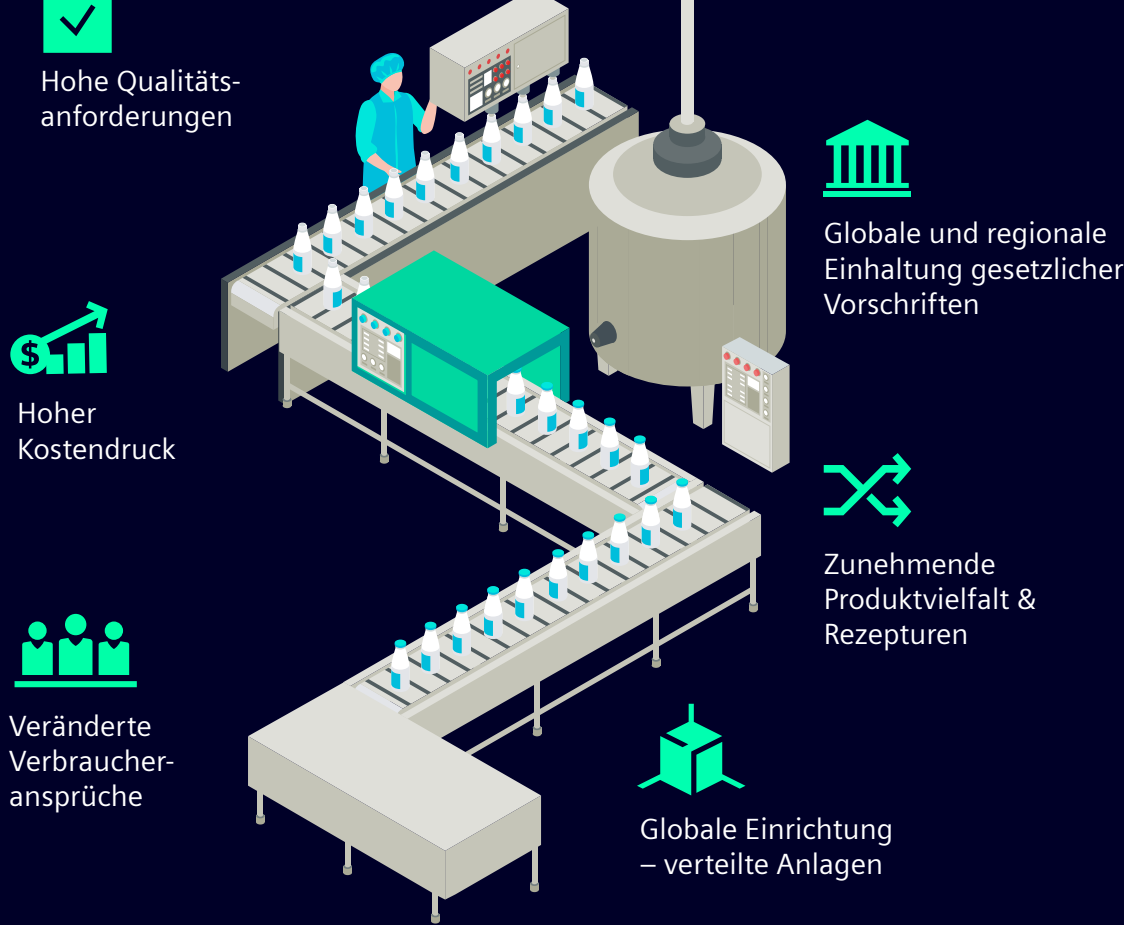 Hohe Qualitäts-
anforderungen
Globale und regionale
Einhaltung gesetzlicher
Vorschriften
$
Hoher
Kostendruck
Zunehmende
Produktvielfalt &
Rezepturen
Veränderte
Verbraucher-
ansprüche
Globale Einrichtung
– verteilte Anlagen